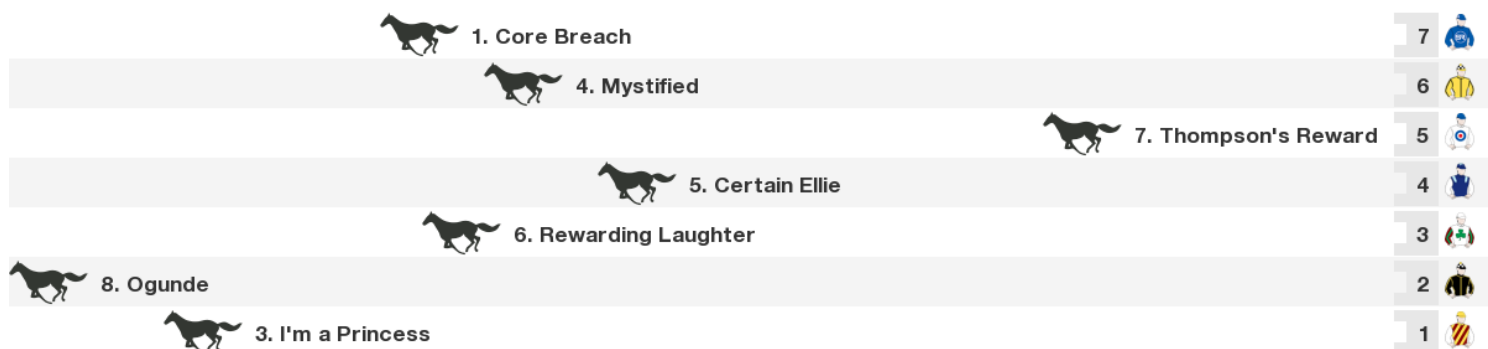 1. Core Breach 7
4. Mystified 6
7. Thompson's Reward 5
5. Certain Ellie 4
6. Rewarding Laughter 3
8. Ogunde 2
3. I'm a Princess 1